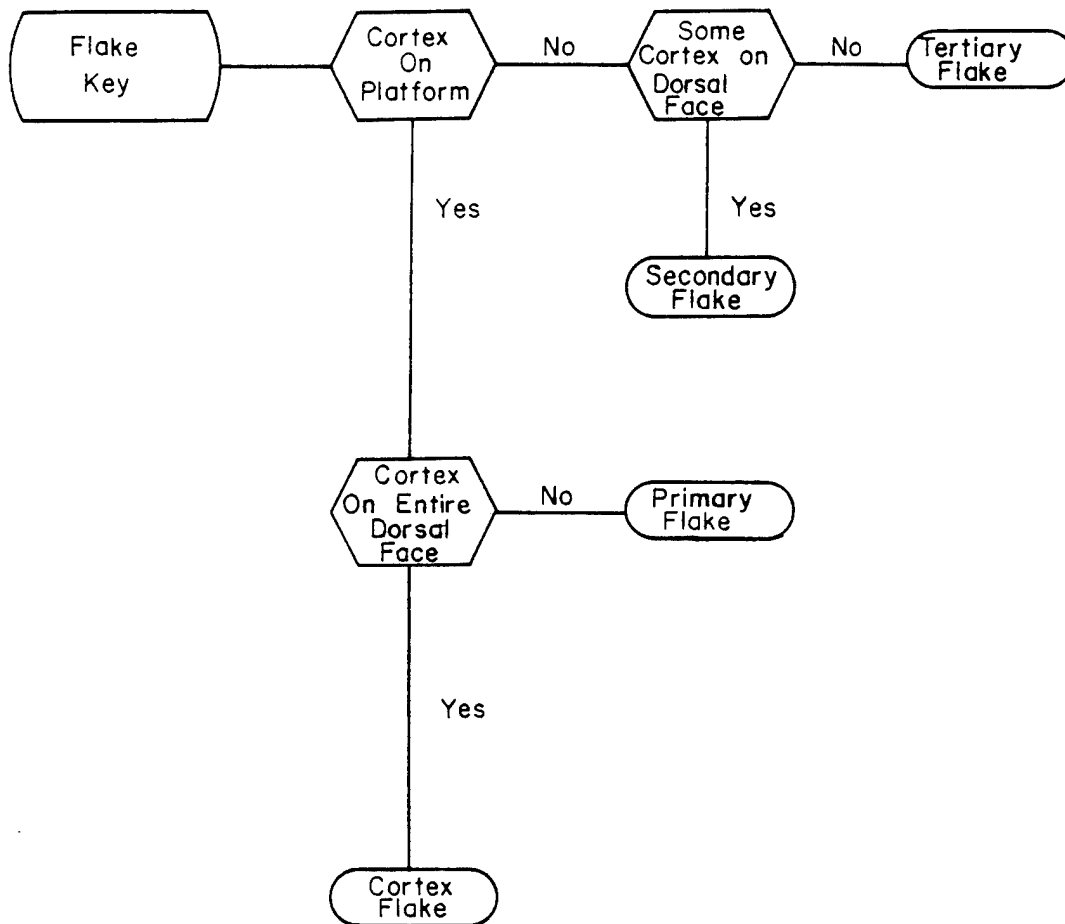 Flake
Key
Cortex
On
Platform
No
Some
Cortex on
Dorsal
Face
No
Tertiary
Flake
Yes
Yes
Secondary
Flake
Cortex
On Entire
Dorsal
Face
No
Primary
Flake
Yes
Cortex
Flake